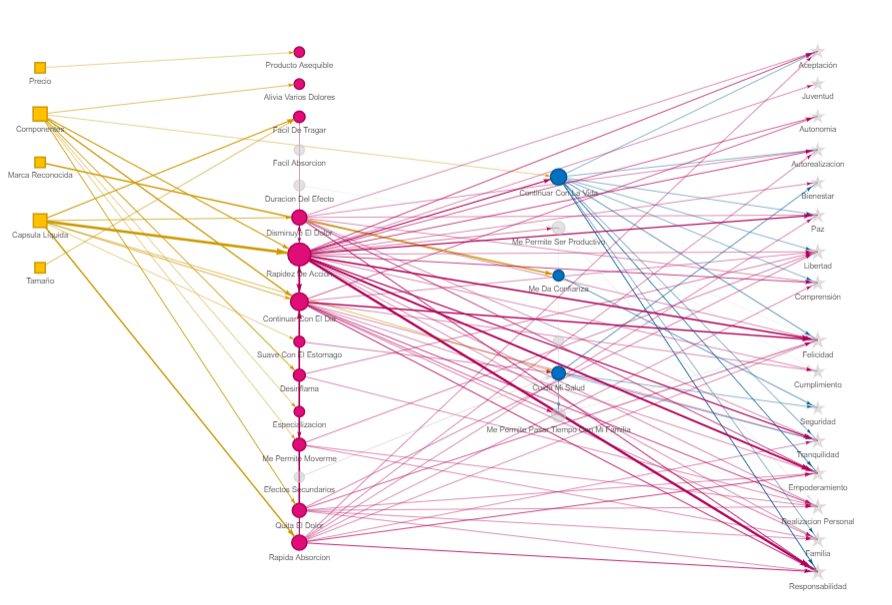 Precio
Componentes
Marca Reconocida
Capsula Liquida
Tamaño
Producto Asequible
Alivia Varios Dolores
Facil De Tragar
Facil Absorcion
Duracion Del Efecto
Disminuye El Dolor
Rapidez De Accion
Continuar Con El Dia
Suave Con El Estomago
Desinflama
Especializacion
Me Permite Moverme
Efectos Secundarios
Quita El Dolor
Rapida Absorcion
Continuar Con La Vida
Me Permite Ser Productivo
Me Da Confianza
Cuida Mi Salud
Me Permite Pasar Tiempo Con Mi Familia
Aceptación
Juventud
Autonomia
Autorealizacion
Bienestar
Paz
Libertad
Comprensión
Felicidad
Cumplimiento
Seguridad
Tranquilidad
Empoderamiento
Realizacion Personal
Familia
Responsabilidad